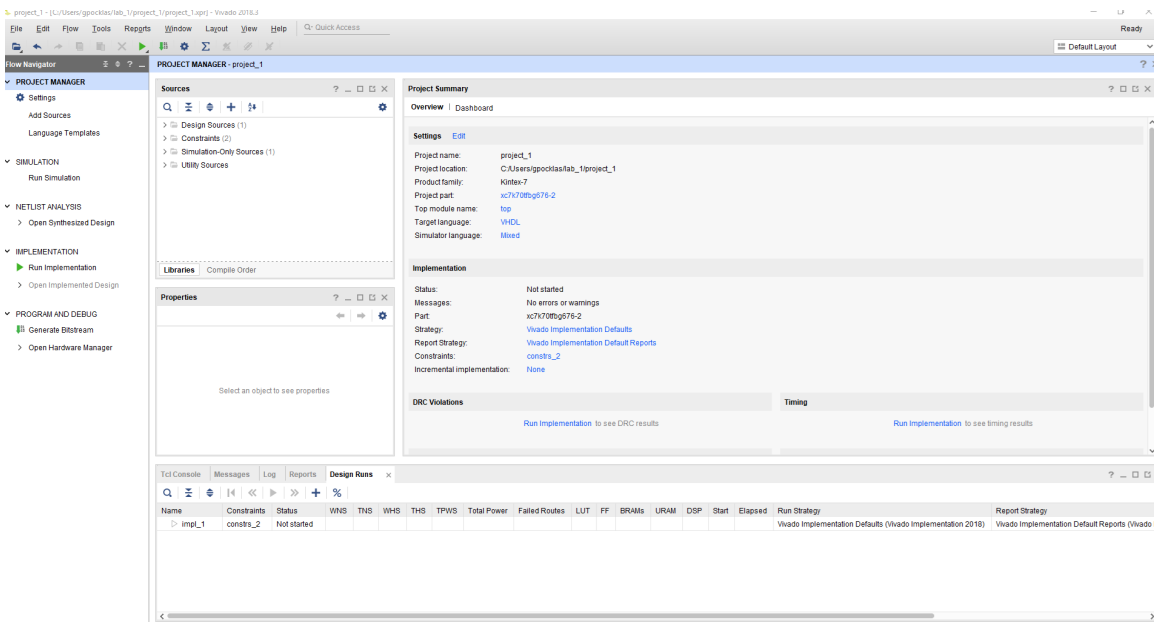 project_1 - [C:/Users/gpocklas/lab_1/project_1/project_1.xpr] - Vivado 2018.3
File Edit Flow Tools Reports Window Layout View Help Q- Quick Access Ready
Default Layout
Flow Navigator
PROJECT MANAGER - project_1
PROJECT MANAGER
Settings
Add Sources
Language Templates
SIMULATION
Run Simulation
NETLIST ANALYSIS
Open Synthesized Design
IMPLEMENTATION
Run Implementation
Open Implemented Design
PROGRAM AND DEBUG
Generate Bitstream
Open Hardware Manager
Sources
Design Sources (1)
Constraints (2)
Simulation-Only Sources (1)
Utility Sources
Libraries Compile Order
Properties
Select an object to see properties
Project Summary
Overview | Dashboard
Settings Edit
Project name: project_1
Project location: C:/Users/gpocklas/lab_1/project_1
Product family: Kintex-7
Project part: xc7k70tfbg676-2
Top module name: top
Target language: VHDL
Simulator language: Mixed
Implementation
Status: Not started
Messages: No errors or warnings
Part: xc7k70tfbg676-2
Strategy: Vivado Implementation Defaults
Report Strategy: Vivado Implementation Default Reports
Constraints: constrs_2
Incremental implementation: None
DRC Violations
Run Implementation to see DRC results
Timing
Run Implementation to see timing results
Tcl Console Messages Log Reports Design Runs
Name Constraints Status WNS TNS WHS THS TPWS Total Power Failed Routes LUT FF BRAMs URAM DSP Start Elapsed Run Strategy Report Strategy
impl_1 constrs_2 Not started Vivado Implementation Defaults (Vivado Implementation 2018) Vivado Implementation Default Reports (Vivado